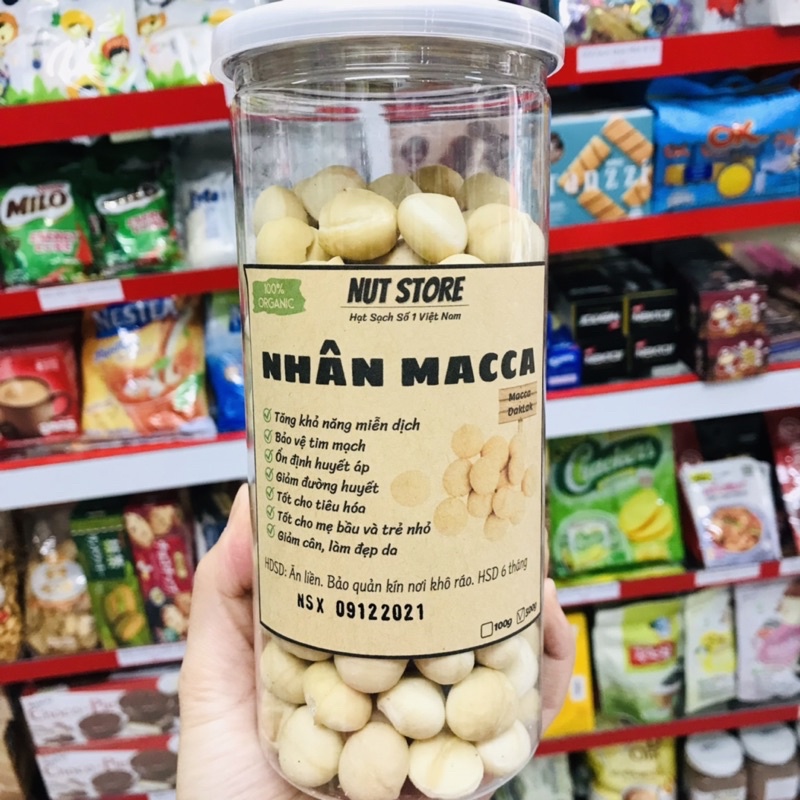 MILO
MILO
NESTEA
OK
100%
ORGANIC
NUT STORE
Hạt Sạch Số 1 Việt Nam
NHÂN MACCA
Macca
Daklak
Tăng khả năng miễn dịch
Bảo vệ tim mạch
Ổn định huyết áp
Giảm đường huyết
Tốt cho tiêu hóa
Tốt cho mẹ bầu và trẻ nhỏ
Giảm cân, làm đẹp da
HDSD: Ăn liền. Bảo quản kín nơi khô ráo. HSD 6 tháng
NSX 09122021
100g
500g